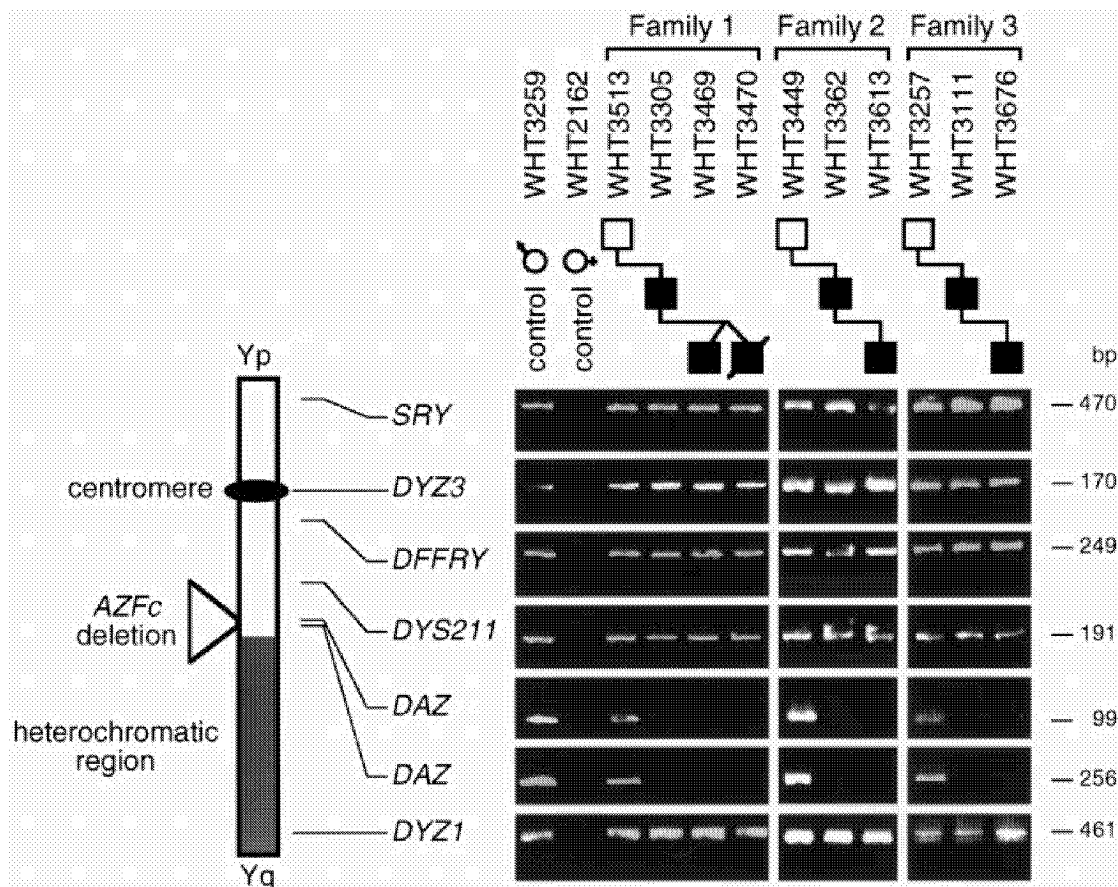 Family 1
Family 2
Family 3
WHT3259
WHT2162
WHT3513
WHT3305
WHT3469
WHT3470
WHT3449
WHT3362
WHT3613
WHT3257
WHT3111
WHT3676
control
control
bp
Yp
SRY
470
centromere
DYZ3
170
DFFRY
249
AZFc
deletion
DYS211
191
DAZ
99
heterochromatic
region
DAZ
256
DYZ1
461
Yq